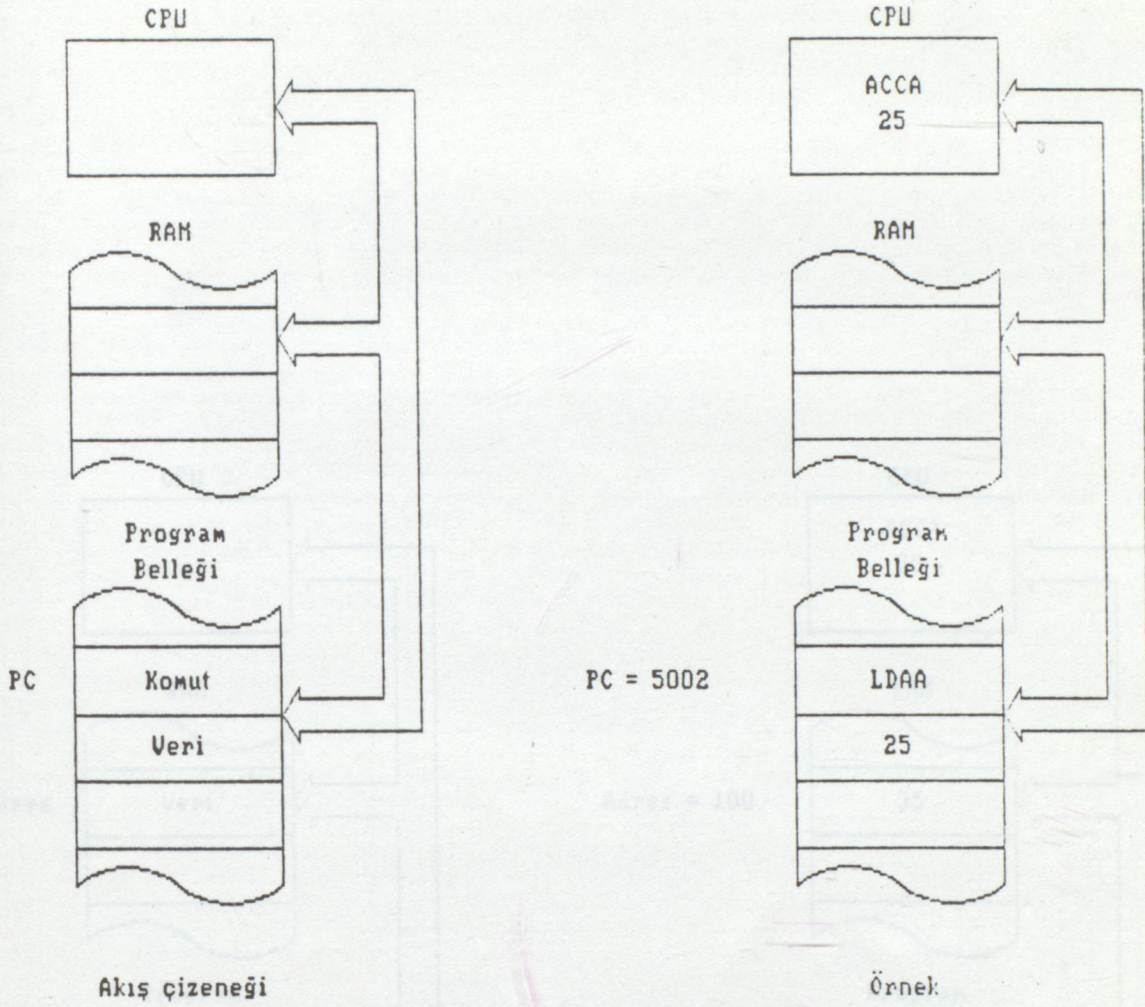 CPU
RAM
Program
Belleği
PC
Komut
Veri
Akış çizeneği
CPU
ACCA
25
RAM
Program
Belleği
PC = 5002
LDAA
25
Örnek